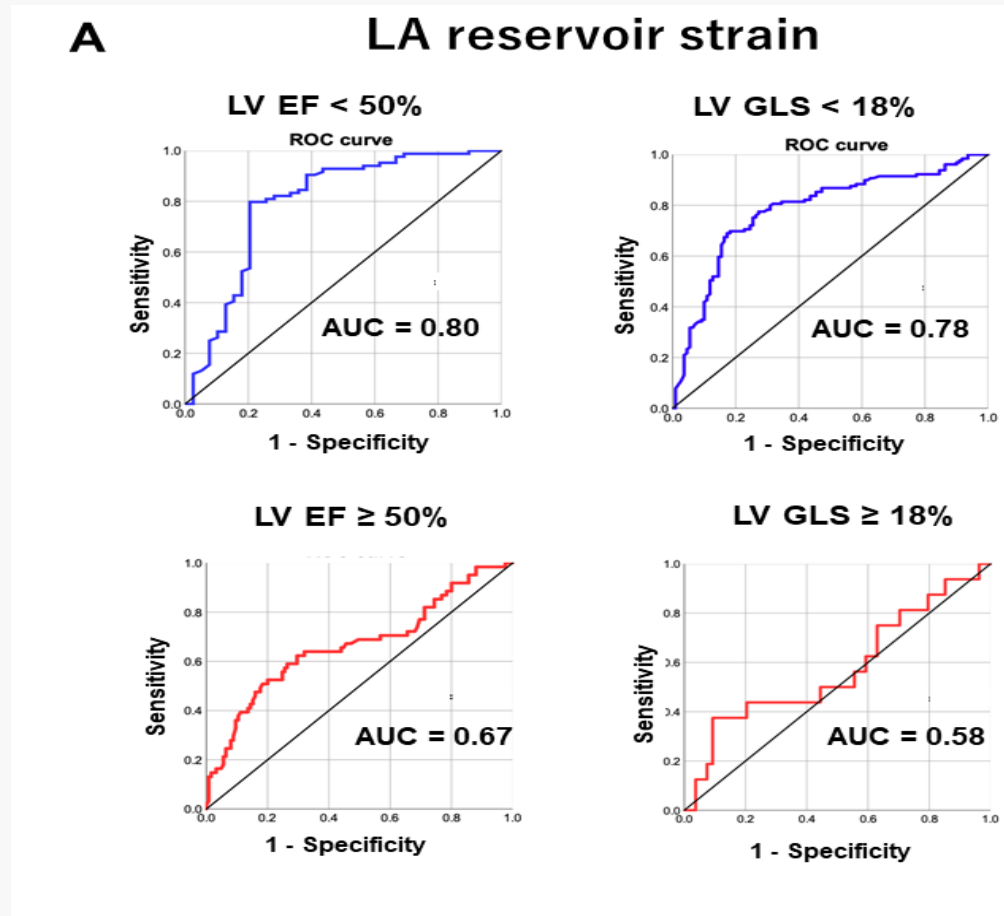 A
LA reservoir strain
LV EF < 50%
ROC curve
1.0
0.8
0.6
0.4
0.2
0.0
0.0 0.2 0.4 0.6 0.8 1.0
Sensitivity
AUC = 0.80
1 - Specificity
LV GLS < 18%
ROC curve
1.0
0.8
0.6
0.4
0.2
0.0
0.0 0.2 0.4 0.6 0.8 1.0
Sensitivity
AUC = 0.78
1 - Specificity
LV EF ≥ 50%
1.0
0.8
0.6
0.4
0.2
0.0
0.0 0.2 0.4 0.6 0.8 1.0
Sensitivity
AUC = 0.67
1 - Specificity
LV GLS ≥ 18%
1.0
0.8
0.6
0.4
0.2
0.0
0.0 0.2 0.4 0.6 0.8 1.0
Sensitivity
AUC = 0.58
1 - Specificity